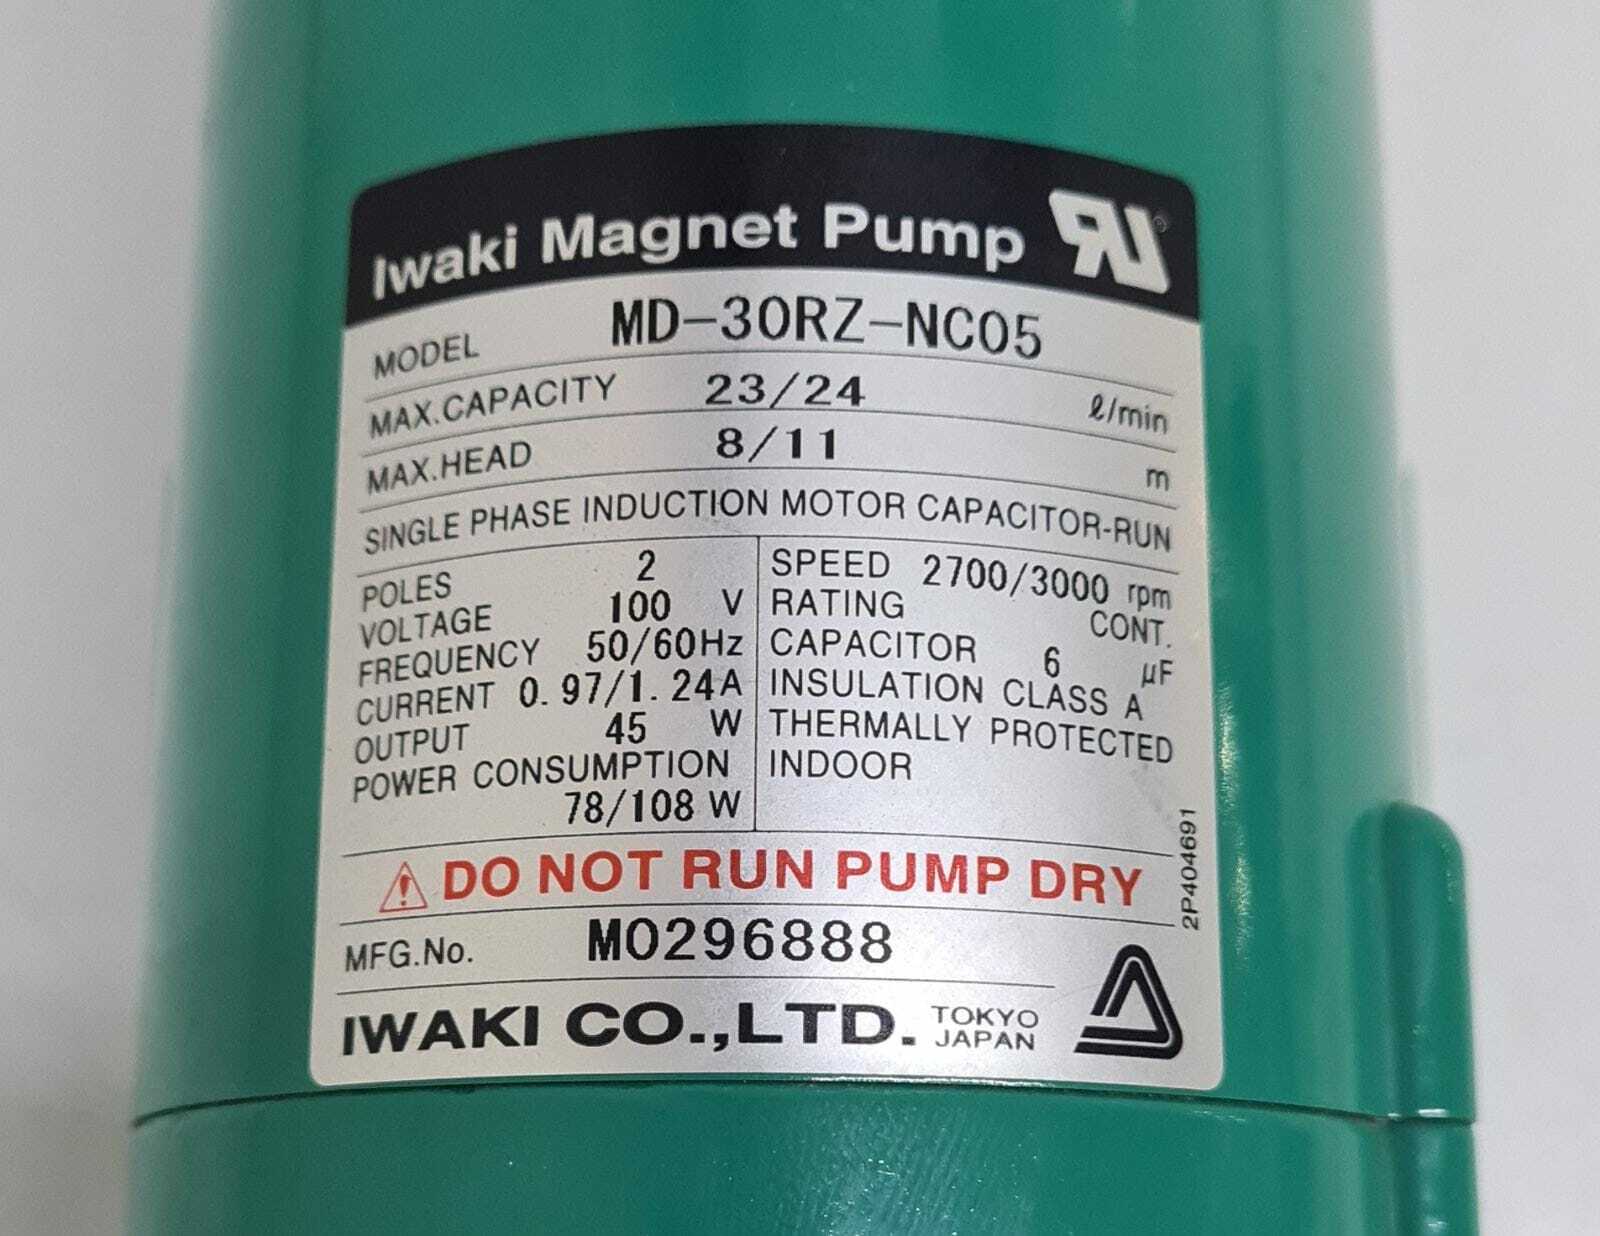 Iwaki Magnet Pump
MODEL MD-30RZ-NC05
MAX.CAPACITY 23/24 ℓ/min
MAX.HEAD 8/11 m
SINGLE PHASE INDUCTION MOTOR CAPACITOR-RUN
POLES 2
VOLTAGE 100 V
FREQUENCY 50/60Hz
CURRENT 0.97/1.24A
OUTPUT 45 W
POWER CONSUMPTION
78/108 W
SPEED 2700/3000 rpm
RATING CONT.
CAPACITOR 6 μF
INSULATION CLASS A
THERMALLY PROTECTED
INDOOR
DO NOT RUN PUMP DRY
2P404691
MFG.No. M0296888
IWAKI CO.,LTD. TOKYO
JAPAN